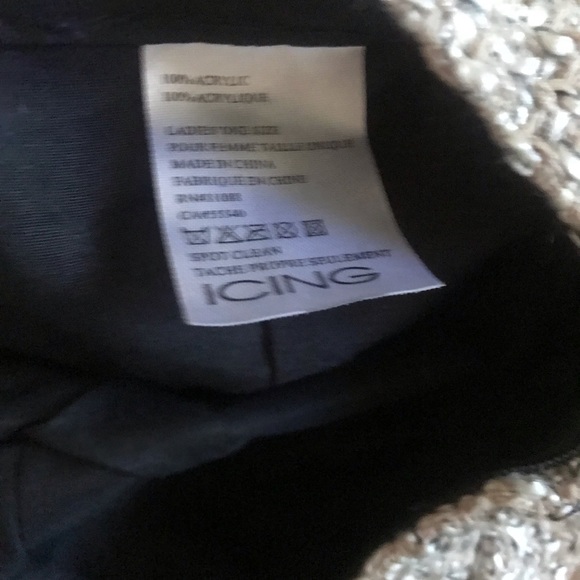 100% ACRYLIC
100% ACRYLIQUE
LADIES ONE SIZE
POUR FEMME TAILLE UNIQUE
MADE IN CHINA
FABRIQUE EN CHINE
SPOT CLEAN
TACHE/PROPRE SEULEMENT
ICING